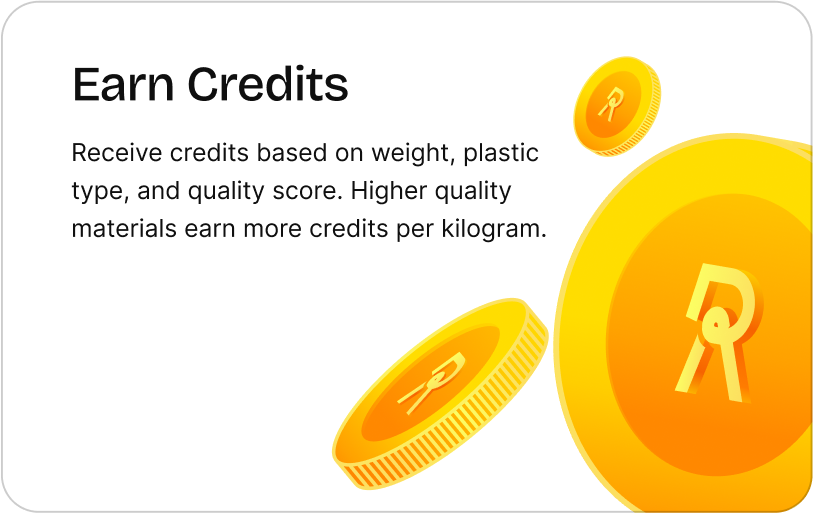 Earn Credits
Receive credits based on weight, plastic
type, and quality score. Higher quality
materials earn more credits per kilogram.